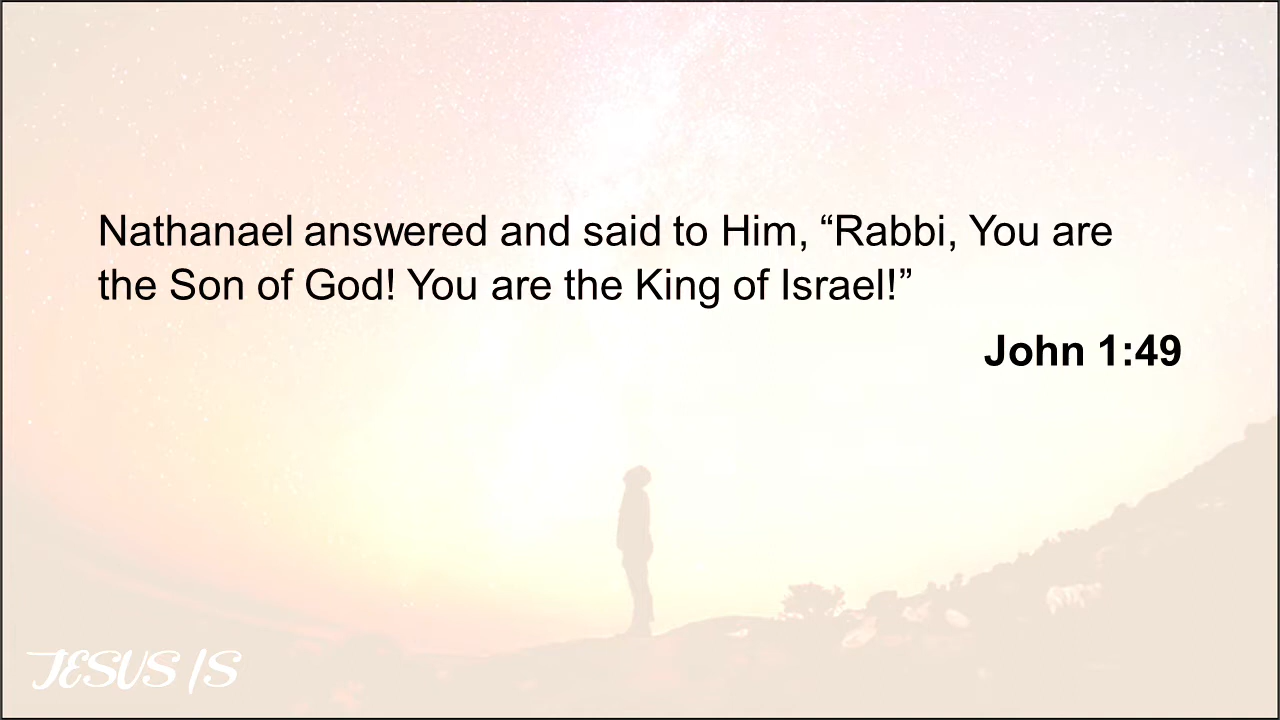 Nathanael answered and said to Him, “Rabbi, You are
the Son of God! You are the King of Israel!”
John 1:49
JESUS IS